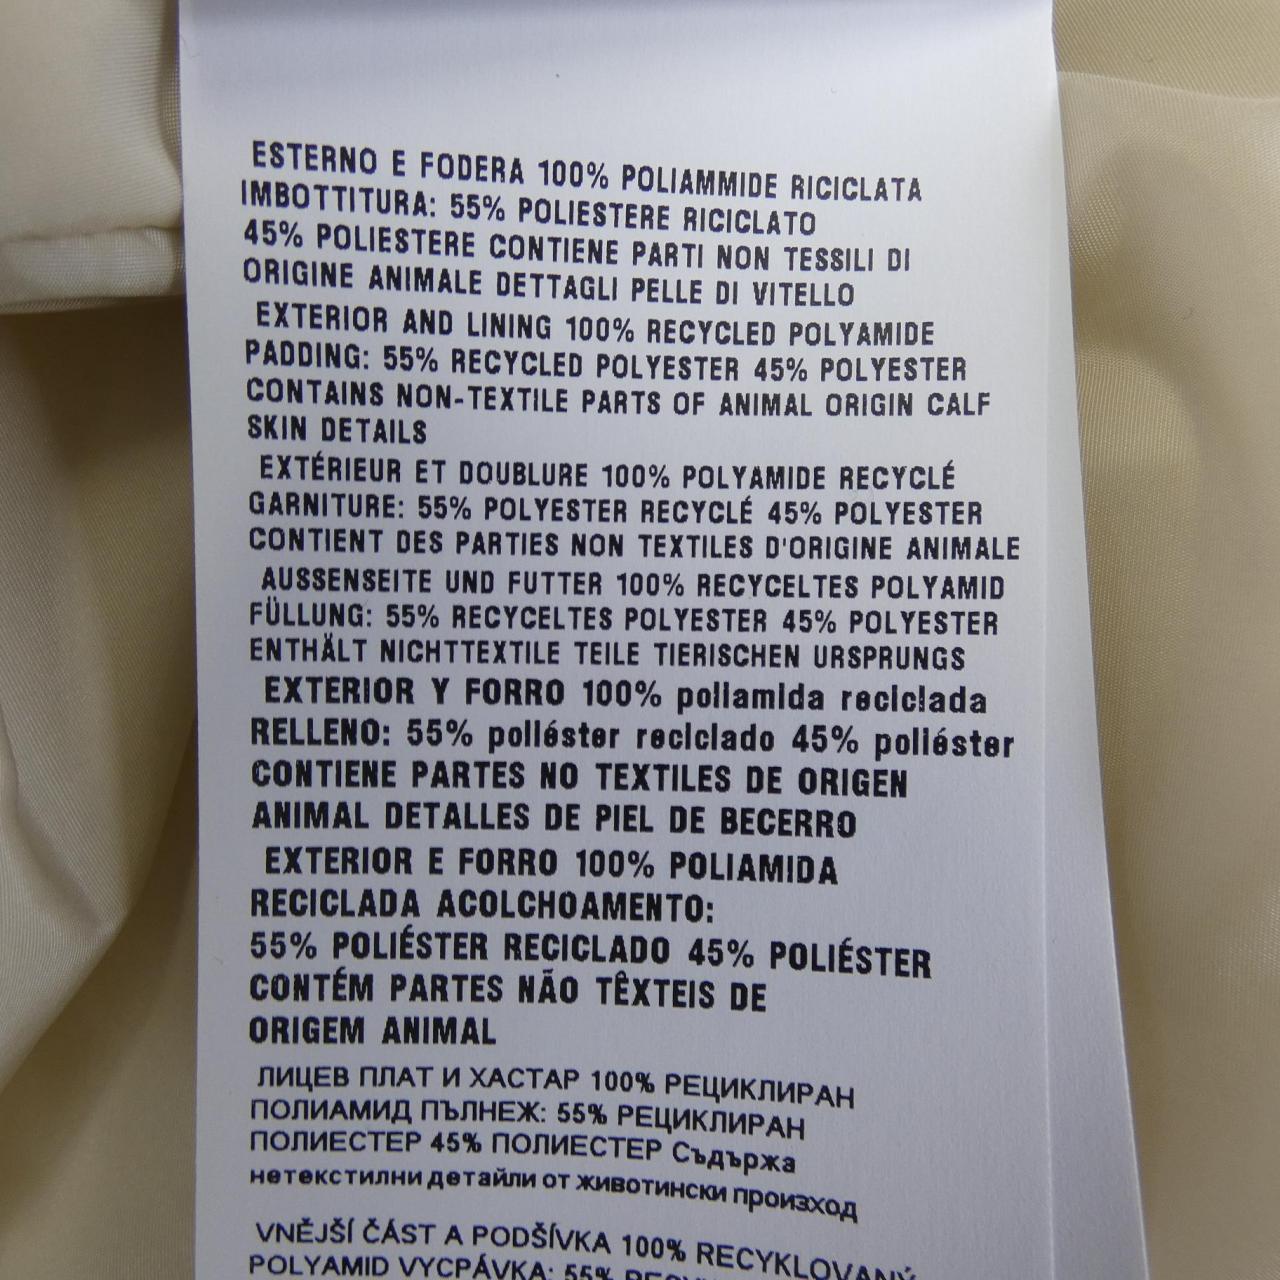 ESTERNO E FODERA 100% POLIAMMIDE RICICLATA
IMBOTTITURA: 55% POLIESTERE RICICLATO
45% POLIESTERE CONTIENE PARTI NON TESSILI DI
ORIGINE ANIMALE DETTAGLI PELLE DI VITELLO
EXTERIOR AND LINING 100% RECYCLED POLYAMIDE
PADDING: 55% RECYCLED POLYESTER 45% POLYESTER
CONTAINS NON-TEXTILE PARTS OF ANIMAL ORIGIN CALF
SKIN DETAILS
EXTÉRIEUR ET DOUBLURE 100% POLYAMIDE RECYCLÉ
GARNITURE: 55% POLYESTER RECYCLÉ 45% POLYESTER
CONTIENT DES PARTIES NON TEXTILES D'ORIGINE ANIMALE
AUSSENSEITE UND FUTTER 100% RECYCELTES POLYAMID
FÜLLUNG: 55% RECYCELTES POLYESTER 45% POLYESTER
ENTHÄLT NICHTTEXTILE TEILE TIERISCHEN URSPRUNGS
EXTERIOR Y FORRO 100% poliamida reciclada
RELLENO: 55% poliéster reciclado 45% poliéster
CONTIENE PARTES NO TEXTILES DE ORIGEN
ANIMAL DETALLES DE PIEL DE BECERRO
EXTERIOR E FORRO 100% POLIAMIDA
RECICLADA ACOLCHOAMENTO:
55% POLIÉSTER RECICLADO 45% POLIÉSTER
CONTÉM PARTES NÃO TÊXTEIS DE
ORIGEM ANIMAL
ЛИЦЕВ ПЛАТ И ХАСТАР 100% РЕЦИКЛИРАН
ПОЛИАМИД ПЪЛНЕЖ: 55% РЕЦИКЛИРАН
ПОЛИЕСТЕР 45% ПОЛИЕСТЕР Съдържа
нетекстилни детайли от животински произход
VNĚJŠÍ ČÁST A PODŠÍVKA 100% RECYKLOVANÝ
POLYAMID VYCPÁVKA: 55%